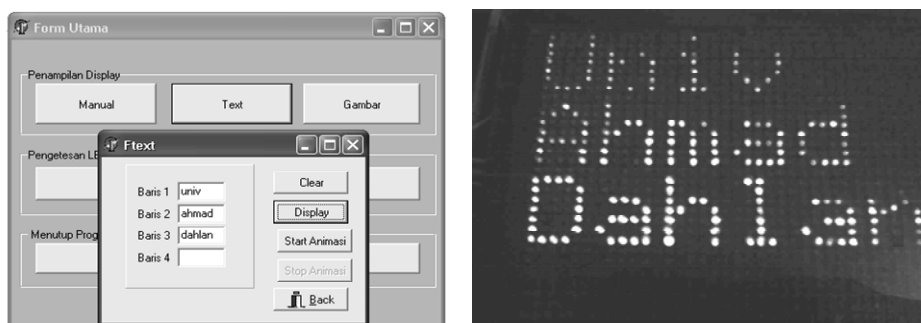 Form Utama
Penampilan Display
Manual
Text
Gambar
Ftext
Pengetesan LE
Baris 1 univ
Baris 2 ahmad
Baris 3 dahlan
Baris 4
Clear
Display
Start Animasi
Stop Animasi
Back
Menutup Prog
Univ
Ahmad
Dahlan